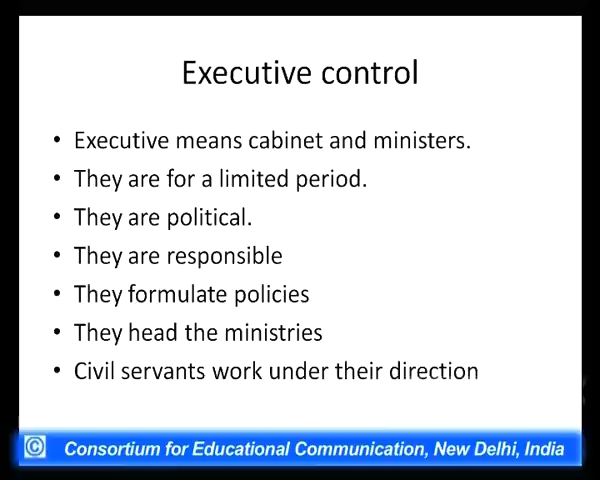 Executive control
• Executive means cabinet and ministers.
• They are for a limited period.
• They are political.
• They are responsible
• They formulate policies
• They head the ministries
• Civil servants work under their direction
© Consortium for Educational Communication, New Delhi, India